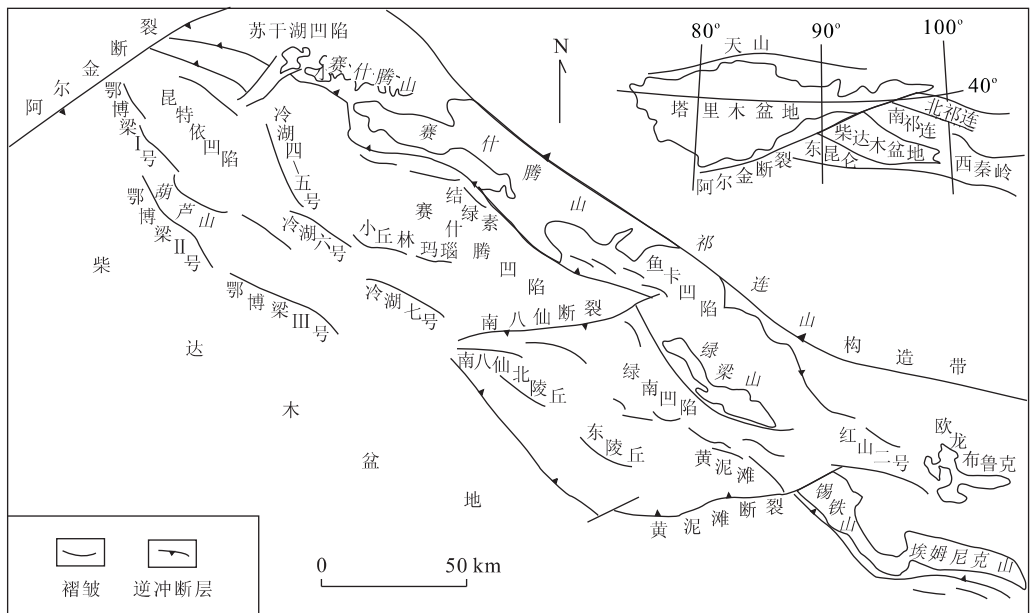 苏干湖凹陷
赛什腾山
阿尔金断裂
N
80°
90°
100°
40°
天山
塔里木盆地
北祁连
南祁连
柴达木盆地
东昆仑
阿尔金断裂
西秦岭
鄂博梁I号
昆特依凹陷
冷湖四-五号
赛什腾山
葫芦山
鄂博梁II号
冷湖六号
小丘林
玛瑙
结绿素
赛什腾凹陷
鱼卡凹陷
祁连山构造带
鄂博梁III号
冷湖七号
南八仙断裂
南八仙
北陵丘
绿梁山
绿南凹陷
东陵丘
黄泥滩
红山二号
欧龙布鲁克
黄泥滩断裂
锡铁山
埃姆尼克山
柴达木盆地
褶皱
逆冲断层
0
50 km